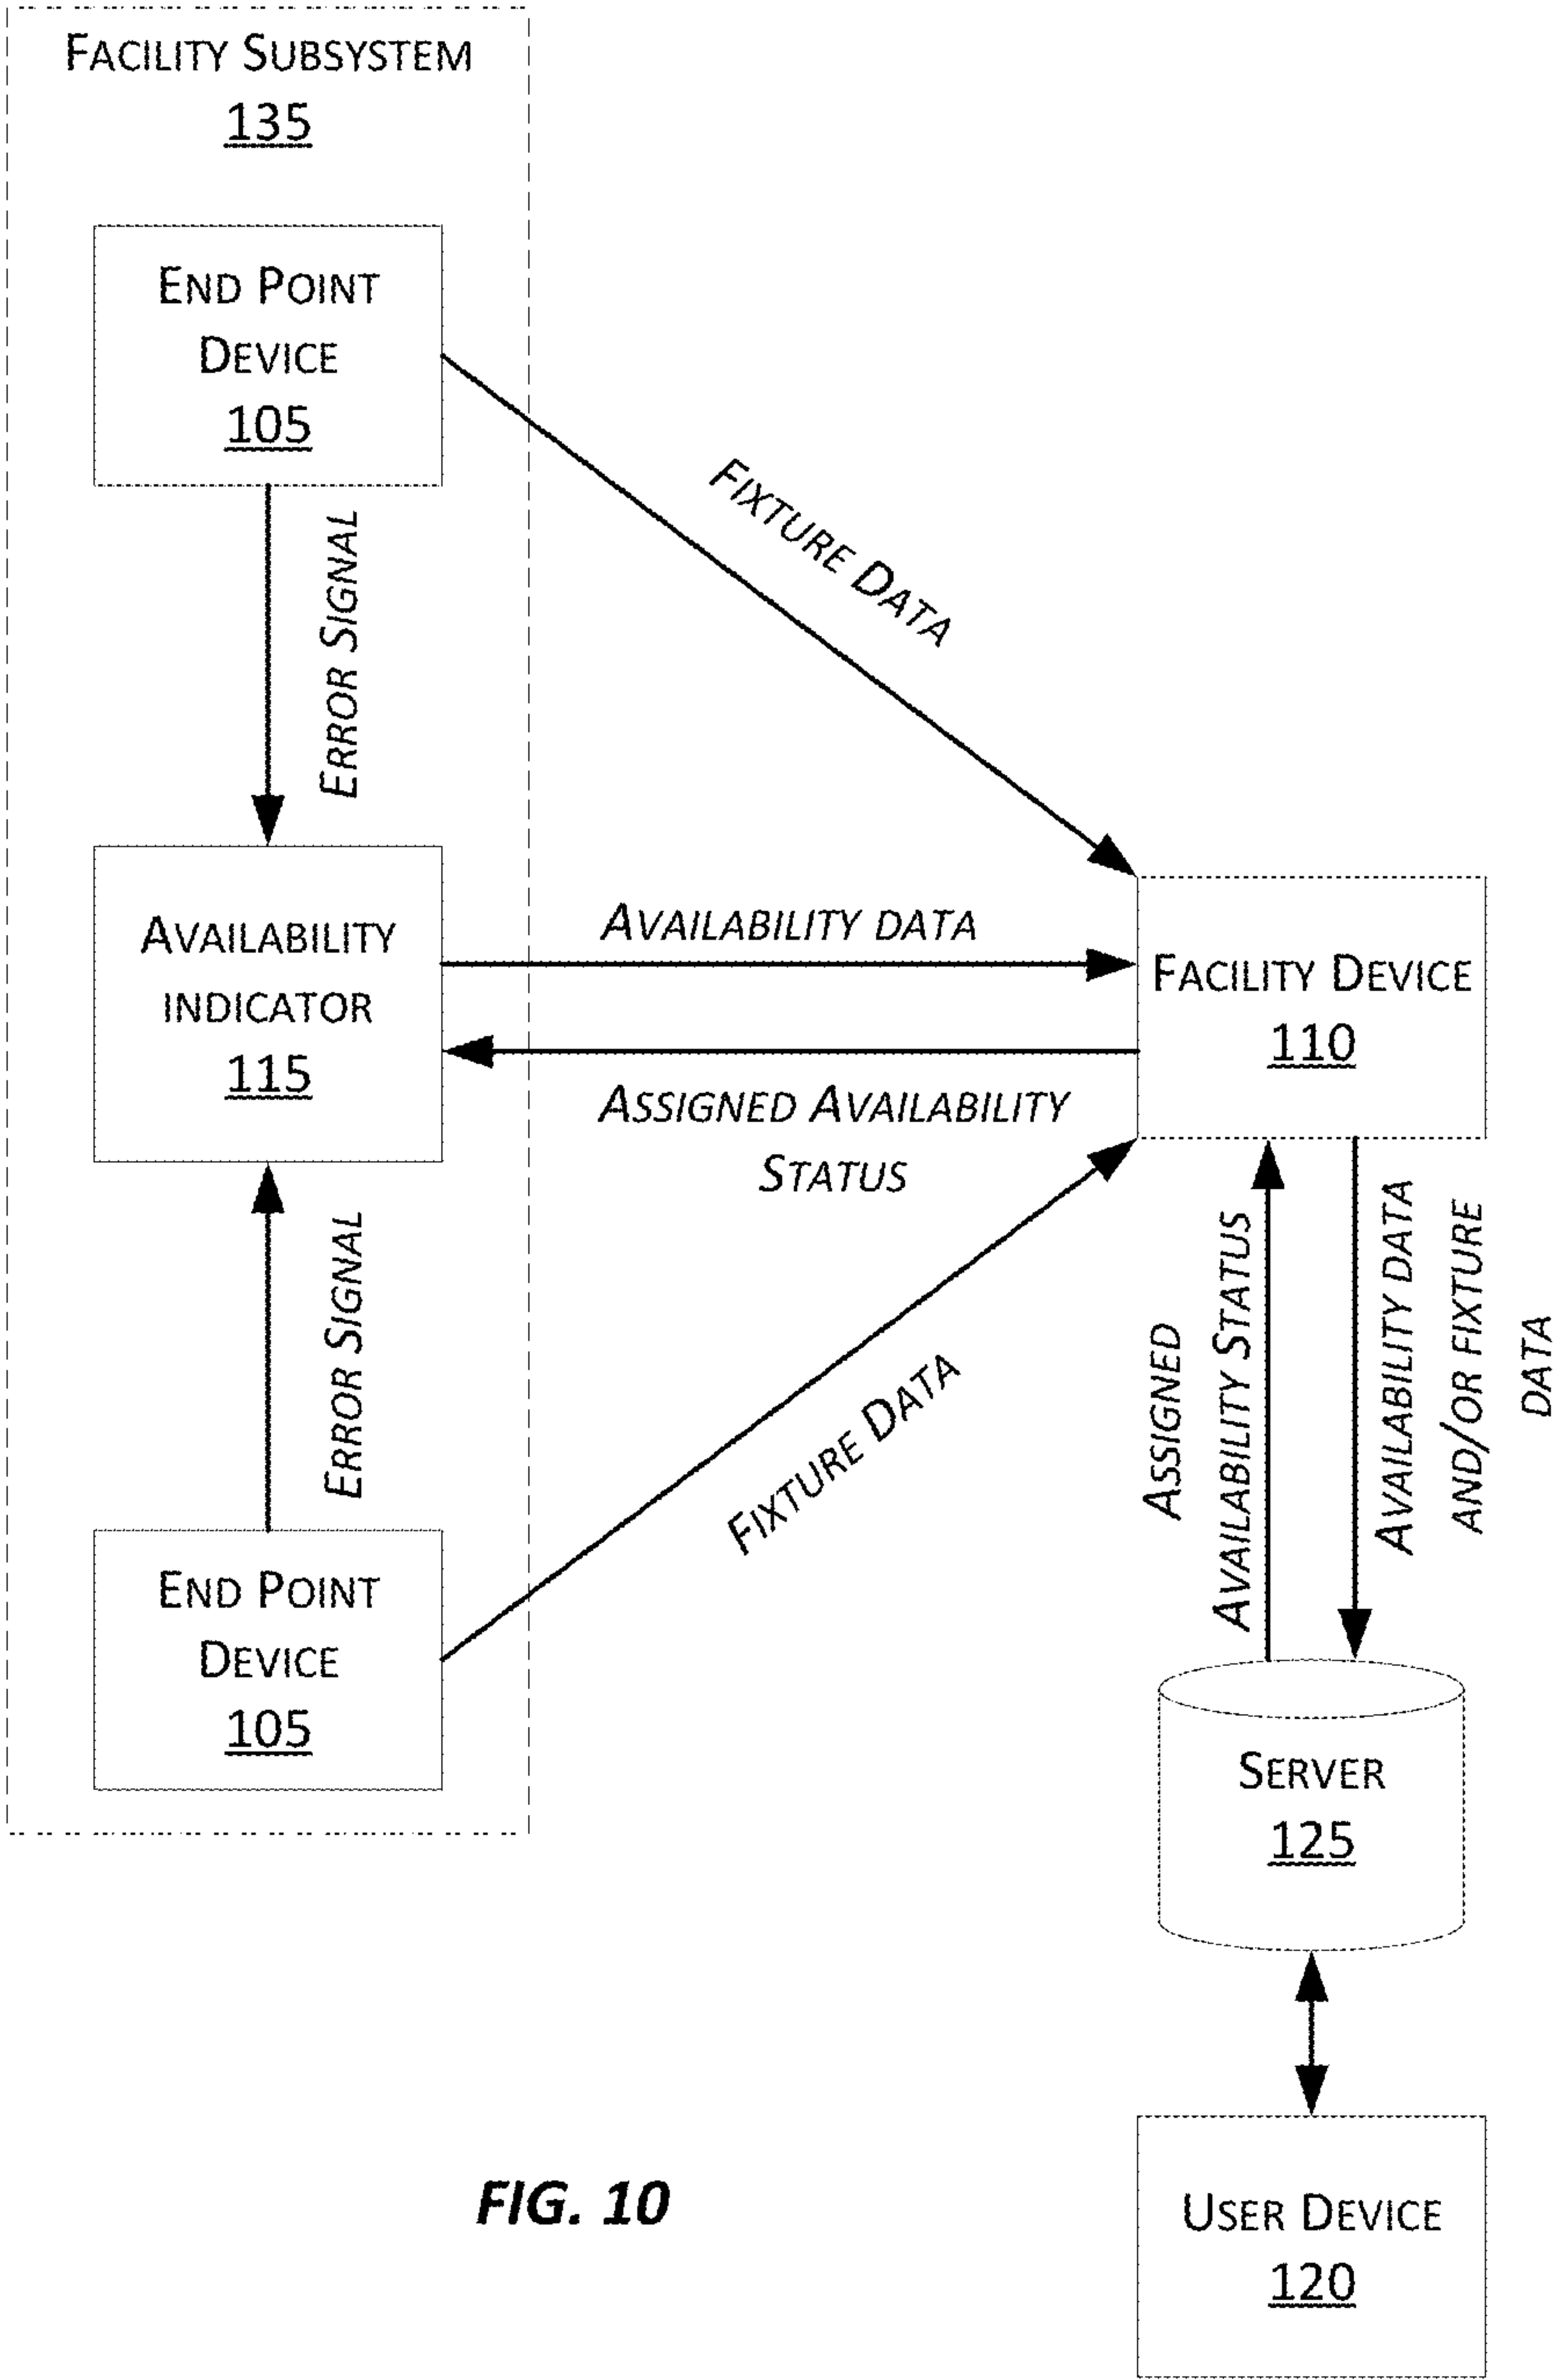 FACILITY SUBSYSTEM
135
END POINT
DEVICE
105
FIXTURE DATA
ERROR SIGNAL
AVAILABILITY
INDICATOR
115
AVAILABILITY DATA
ASSIGNED AVAILABILITY
STATUS
FACILITY DEVICE
110
ERROR SIGNAL
FIXTURE DATA
ASSIGNED
AVAILABILITY STATUS
AVAILABILITY DATA
AND/OR FIXTURE
DATA
END POINT
DEVICE
105
SERVER
125
USER DEVICE
120
FIG. 10